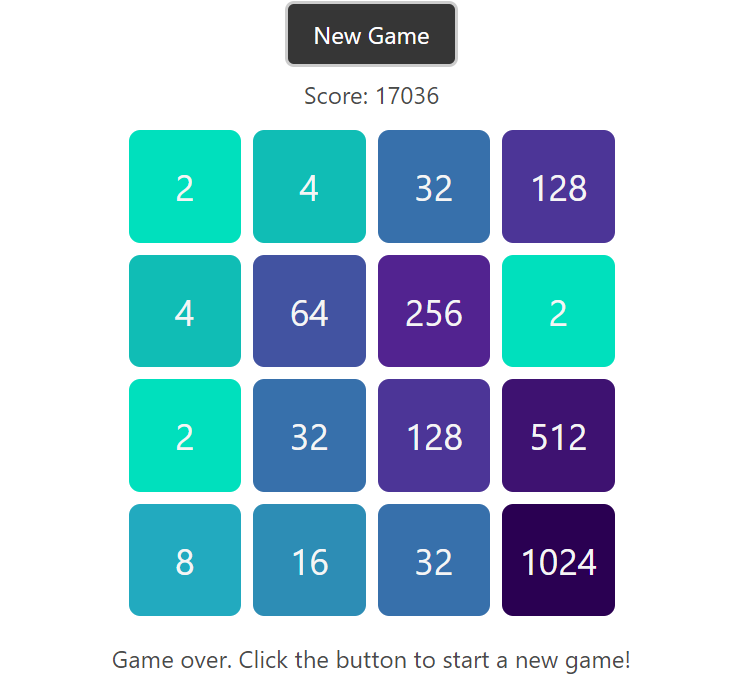 New Game
Score: 17036
2 4 32 128
4 64 256 2
2 32 128 512
8 16 32 1024
Game over. Click the button to start a new game!